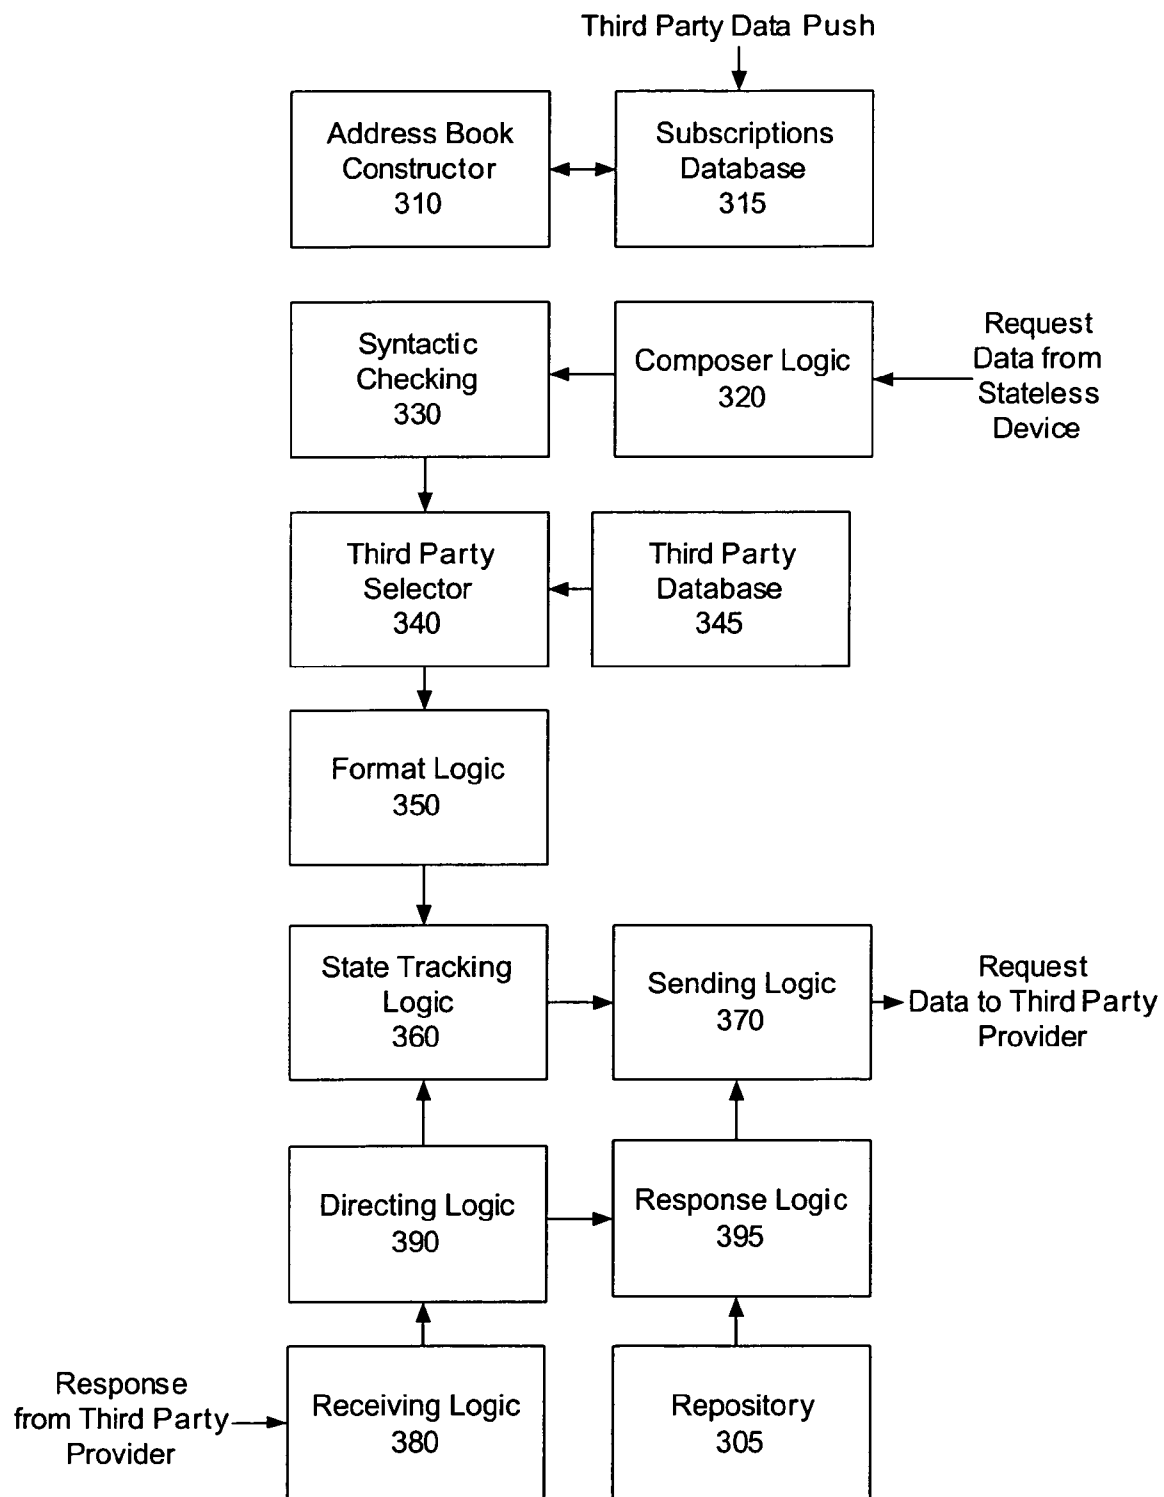 Third Party Data Push
Address Book
Constructor
310
Subscriptions
Database
315
Syntactic
Checking
330
Composer Logic
320
Request
Data from
Stateless
Device
Third Party
Selector
340
Third Party
Database
345
Format Logic
350
State Tracking
Logic
360
Sending Logic
370
Request
Data to Third Party
Provider
Directing Logic
390
Response Logic
395
Response
from Third Party
Provider
Receiving Logic
380
Repository
305